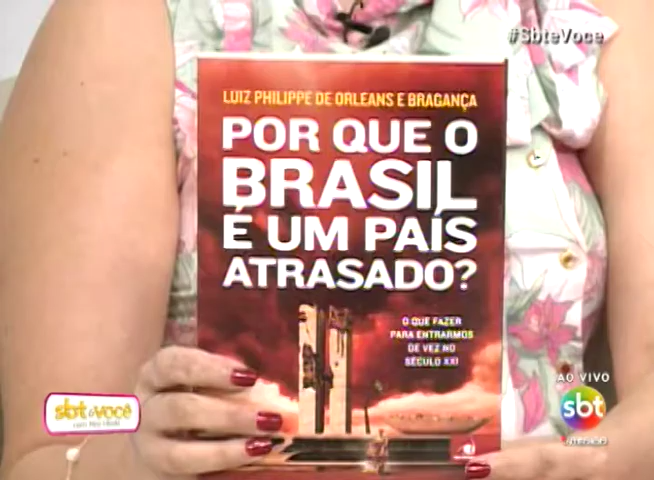 #SbteVoce
LUIZ PHILIPPE DE ORLEANS E BRAGANÇA
POR QUE O
BRASIL
É UM PAÍS
ATRASADO?
O QUE FAZER
PARA ENTRARMOS
DE VEZ NO
SÉCULO XXI
AO VIVO
sbt
sbt e você